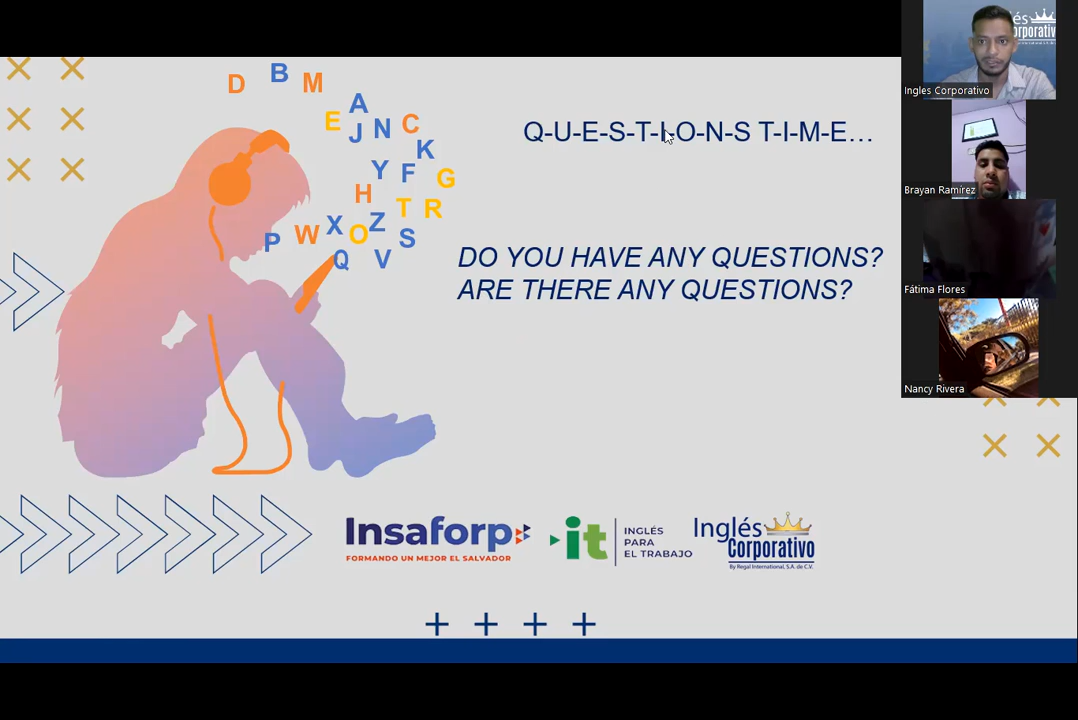 D B M
A
E J N C
K
Y F G
H
T R
X Z
P W O S
Q V
Q-U-E-S-T-I-O-N-S T-I-M-E...
DO YOU HAVE ANY QUESTIONS?
ARE THERE ANY QUESTIONS?
Insaforp
FORMANDO UN MEJOR EL SALVADOR
it
INGLÉS
PARA
EL TRABAJO
Inglés
Corporativo
By Regal International, S.A. de C.V.
Ingles Corporativo
Brayan Ramírez
Fátima Flores
Nancy Rivera